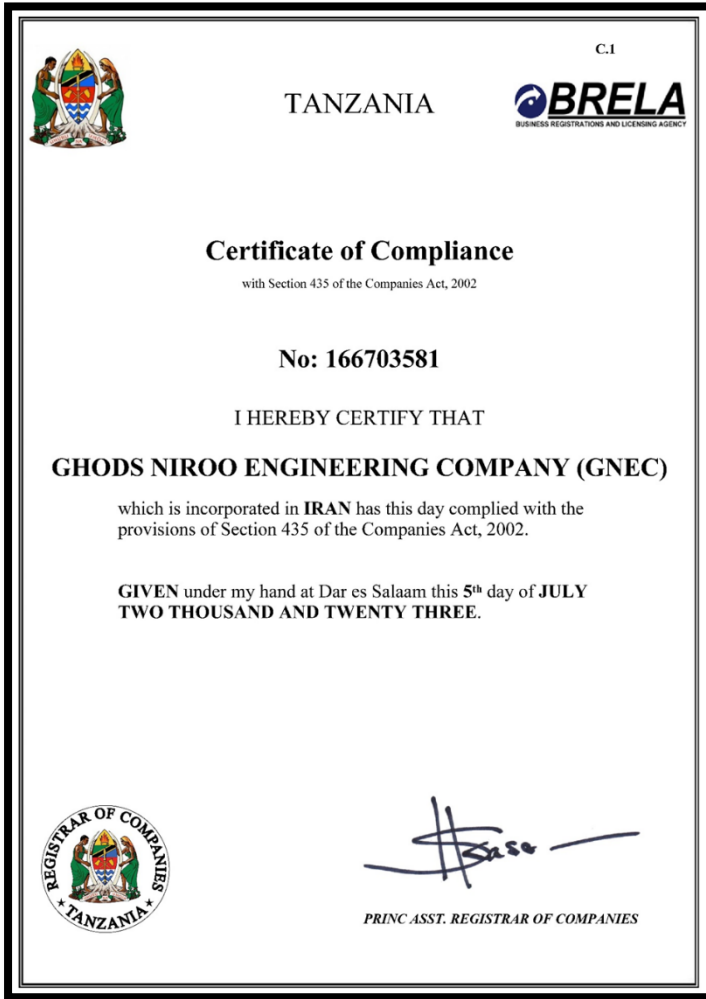 C.1
TANZANIA
BRELA
BUSINESS REGISTRATIONS AND LICENSING AGENCY
Certificate of Compliance
with Section 435 of the Companies Act, 2002
No: 166703581
I HEREBY CERTIFY THAT
GHODS NIROO ENGINEERING COMPANY (GNEC)
which is incorporated in IRAN has this day complied with the
provisions of Section 435 of the Companies Act, 2002.
GIVEN under my hand at Dar es Salaam this 5th day of JULY
TWO THOUSAND AND TWENTY THREE.
REGISTRAR OF COMPANIES
TANZANIA
PRINC ASST. REGISTRAR OF COMPANIES